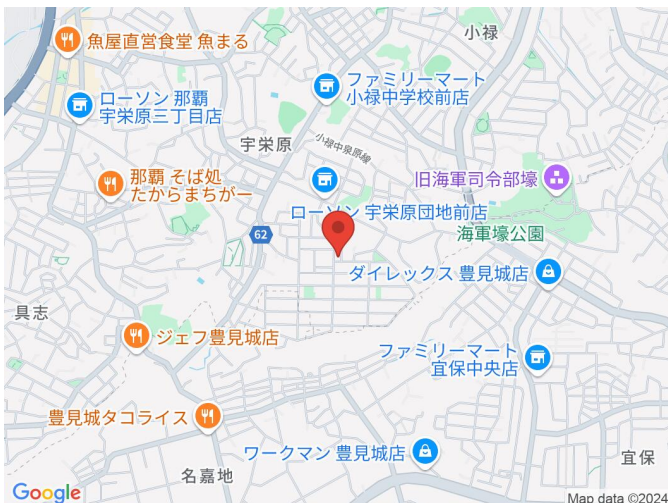 小禄
魚屋直営食堂 魚まる
ファミリーマート
小禄中学校前店
ローソン 那覇
宇栄原三丁目店
宇栄原
小禄中泉原線
那覇 そば処
たからまちがー
旧海軍司令部壕
ローソン 宇栄原団地前店
海軍壕公園
62
ダイレックス 豊見城店
具志
ジェフ豊見城店
ファミリーマート
宜保中央店
豊見城タコライス
ワークマン 豊見城店
宜保
名嘉地
Google
Map data ©2024